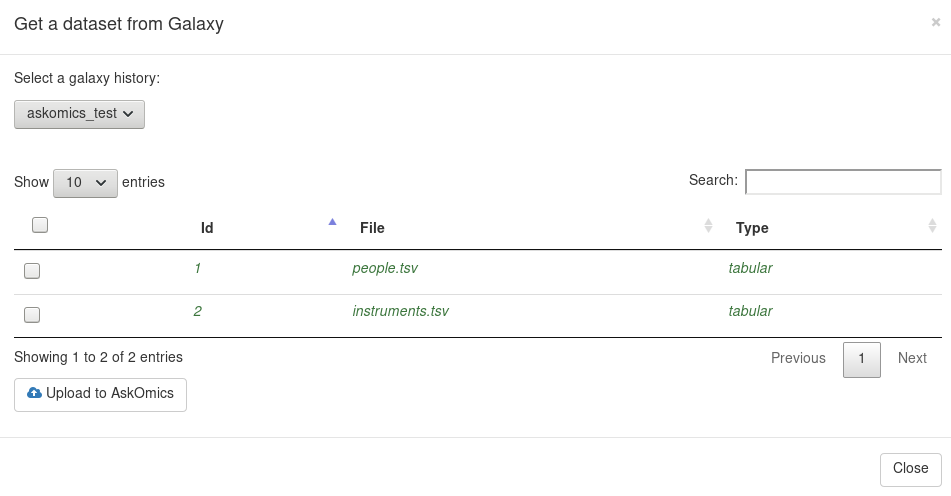 Get a dataset from Galaxy ×
Select a galaxy history:
askomics_test
Show 10 entries Search:
Id File Type
1 people.tsv tabular
2 instruments.tsv tabular
Showing 1 to 2 of 2 entries Previous 1 Next
Upload to AskOmics
Close